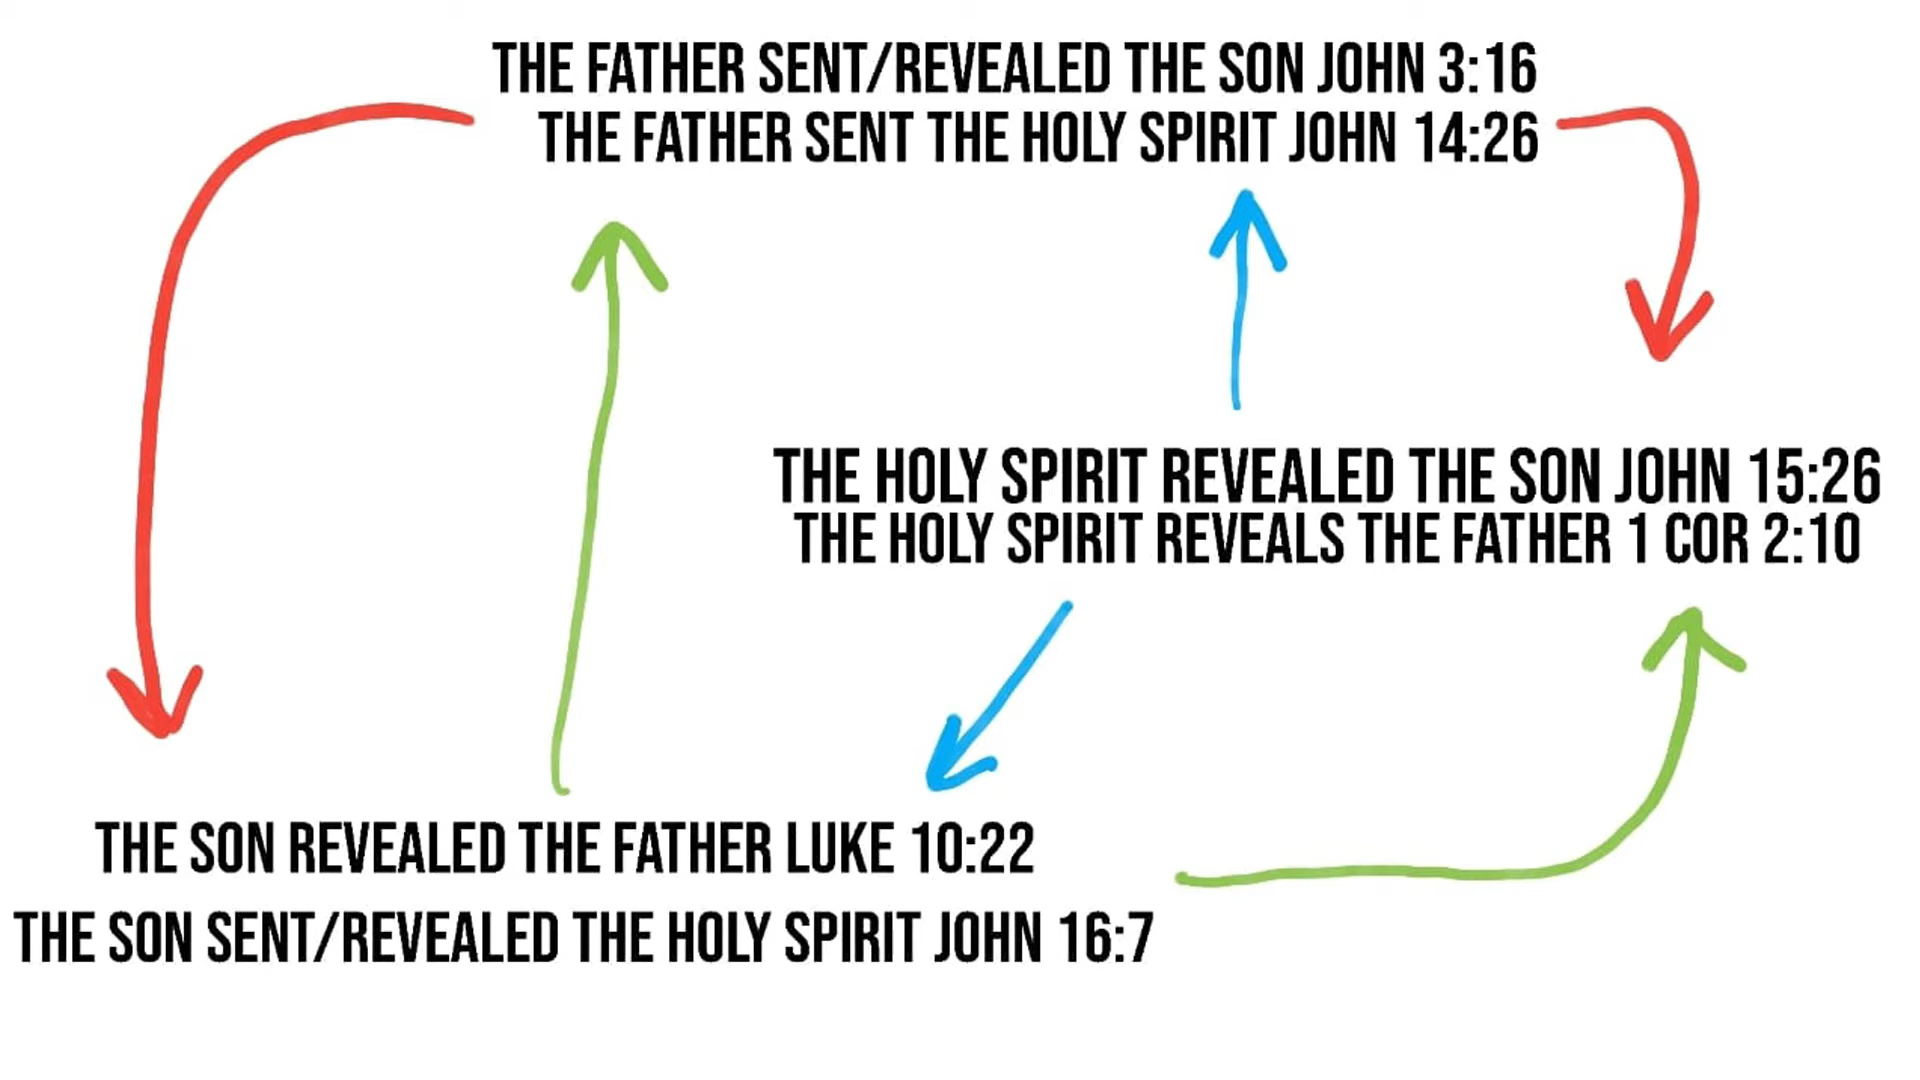 THE FATHER SENT/REVEALED THE SON JOHN 3:16
THE FATHER SENT THE HOLY SPIRIT JOHN 14:26
THE HOLY SPIRIT REVEALED THE SON JOHN 15:26
THE HOLY SPIRIT REVEALS THE FATHER 1 COR 2:10
THE SON REVEALED THE FATHER LUKE 10:22
THE SON SENT/REVEALED THE HOLY SPIRIT JOHN 16:7